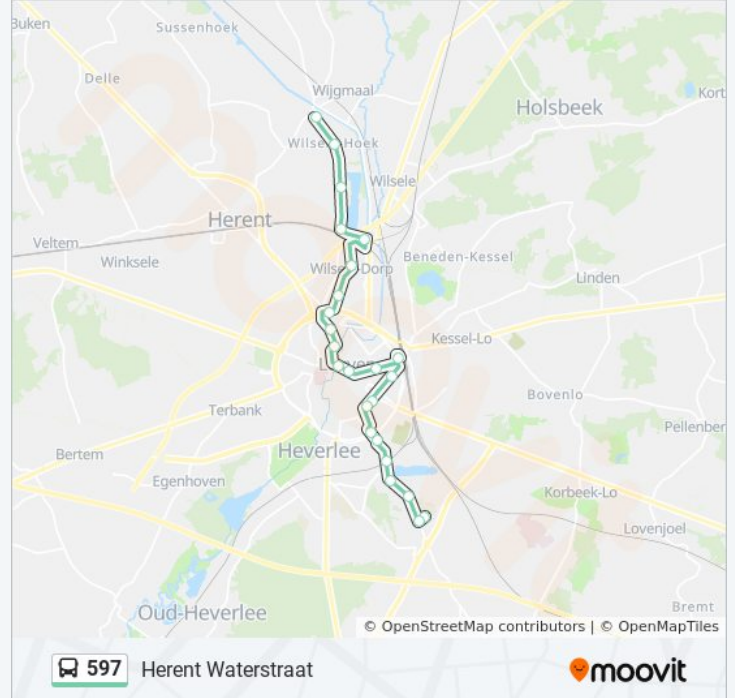 Buken
Sussenhoek
Delle
Wijgmaal
Holsbeek
Kort
Wilsele-Hoek
Wilsele
Herent
Veltem
Winksele
Beneden-Kessel
Wilsele-Dorp
Linden
Kessel-Lo
Leuven
Bovenlo
Terbank
Pellenber
Heverlee
Bertem
Egenhoven
Korbeek-Lo
Lovenjoel
Oud-Heverlee
Bremt
© OpenStreetMap contributors | © OpenMapTiles
597 Herent Waterstraat
moovit